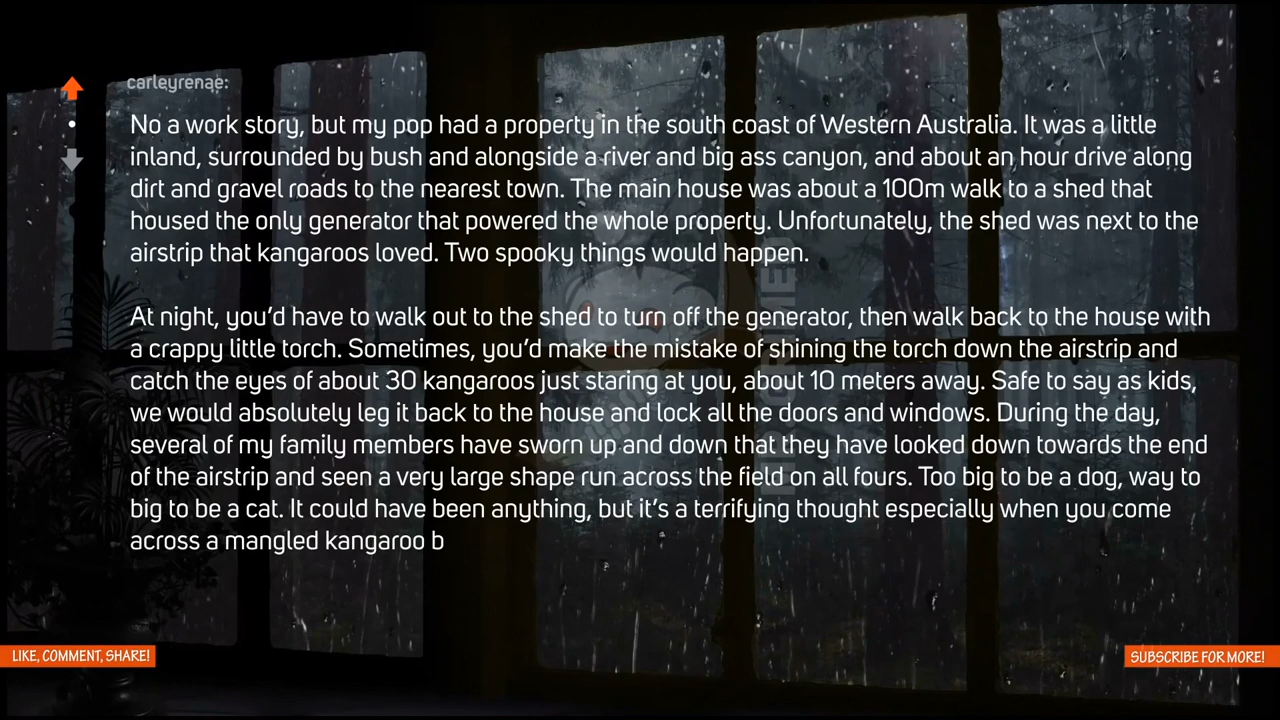 carleyrenae:
No a work story, but my pop had a property in the south coast of Western Australia. It was a little
inland, surrounded by bush and alongside a river and big ass canyon, and about an hour drive along
dirt and gravel roads to the nearest town. The main house was about a 100m walk to a shed that
housed the only generator that powered the whole property. Unfortunately, the shed was next to the
airstrip that kangaroos loved. Two spooky things would happen.
At night, you'd have to walk out to the shed to turn off the generator, then walk back to the house with
a crappy little torch. Sometimes, you'd make the mistake of shining the torch down the airstrip and
catch the eyes of about 30 kangaroos just staring at you, about 10 meters away. Safe to say as kids,
we would absolutely leg it back to the house and lock all the doors and windows. During the day,
several of my family members have sworn up and down that they have looked down towards the end
of the airstrip and seen a very large shape run across the field on all fours. Too big to be a dog, way to
big to be a cat. It could have been anything, but it's a terrifying thought especially when you come
across a mangled kangaroo b
LIKE, COMMENT, SHARE!
SUBSCRIBE FOR MORE!